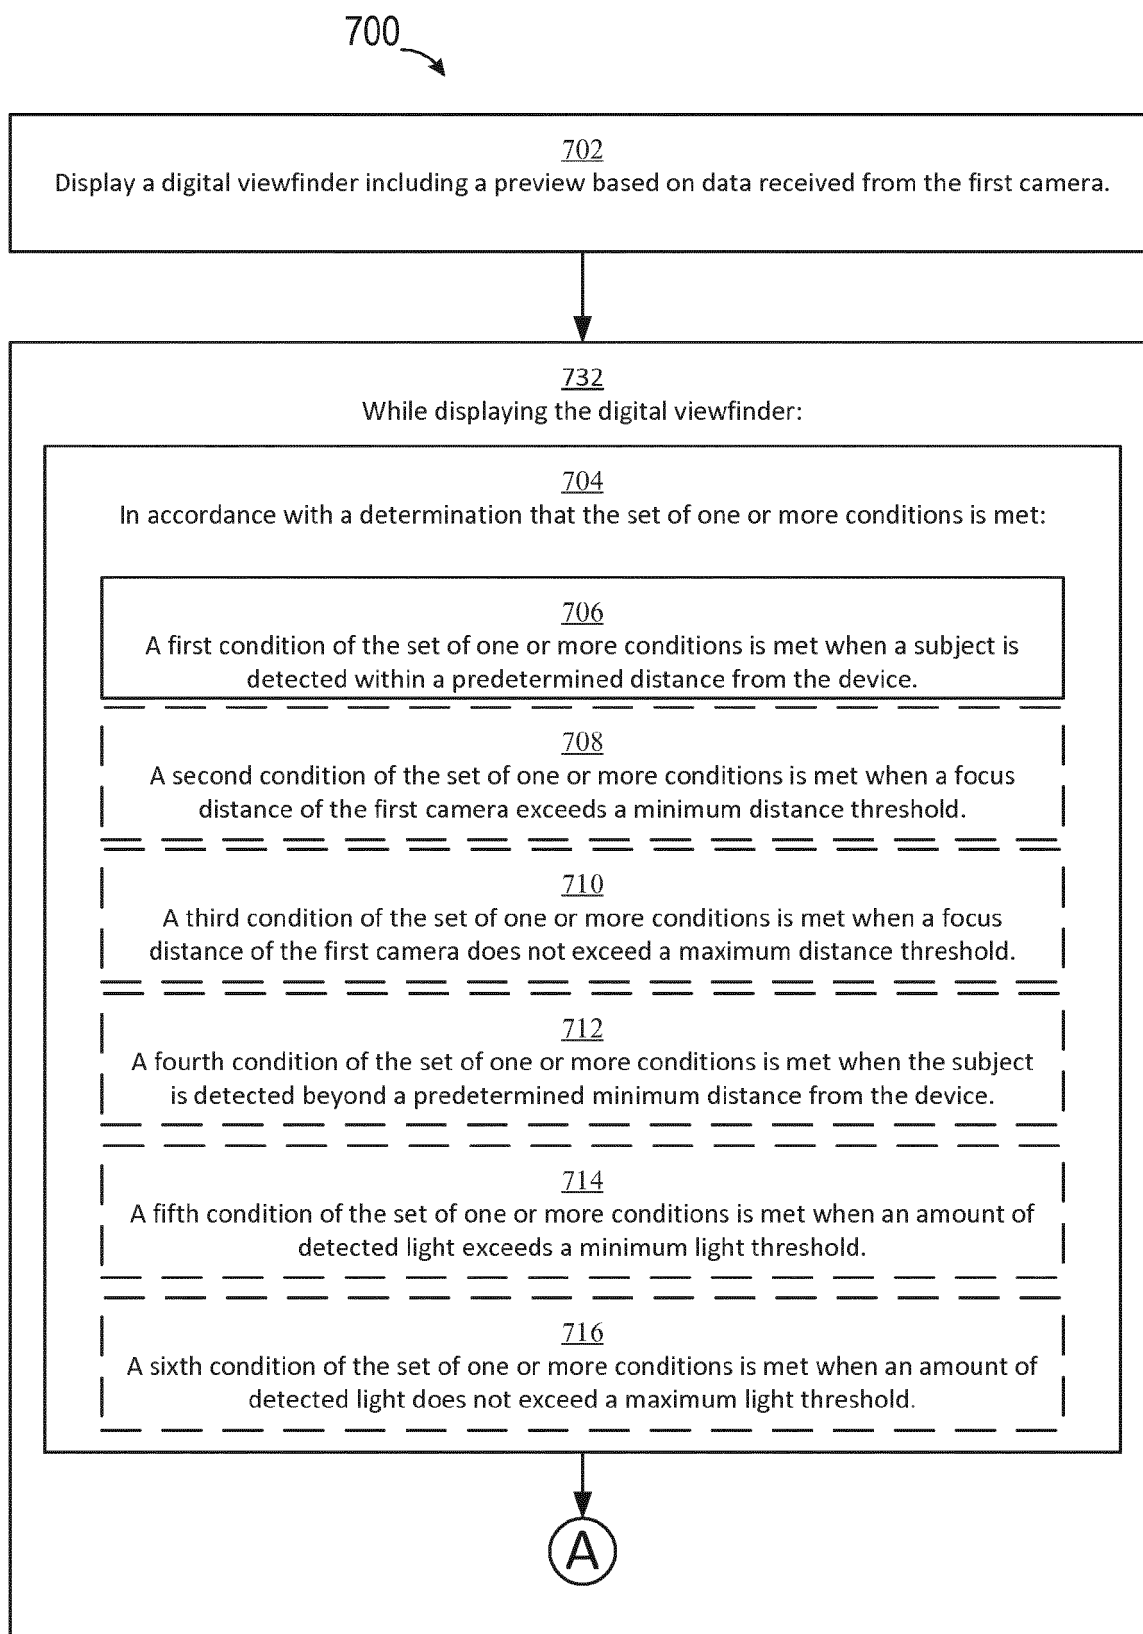 700
702
Display a digital viewfinder including a preview based on data received from the first camera.
732
While displaying the digital viewfinder:
704
In accordance with a determination that the set of one or more conditions is met:
706
A first condition of the set of one or more conditions is met when a subject is
detected within a predetermined distance from the device.
708
A second condition of the set of one or more conditions is met when a focus
distance of the first camera exceeds a minimum distance threshold.
710
A third condition of the set of one or more conditions is met when a focus
distance of the first camera does not exceed a maximum distance threshold.
712
A fourth condition of the set of one or more conditions is met when the subject
is detected beyond a predetermined minimum distance from the device.
714
A fifth condition of the set of one or more conditions is met when an amount of
detected light exceeds a minimum light threshold.
716
A sixth condition of the set of one or more conditions is met when an amount of
detected light does not exceed a maximum light threshold.
A